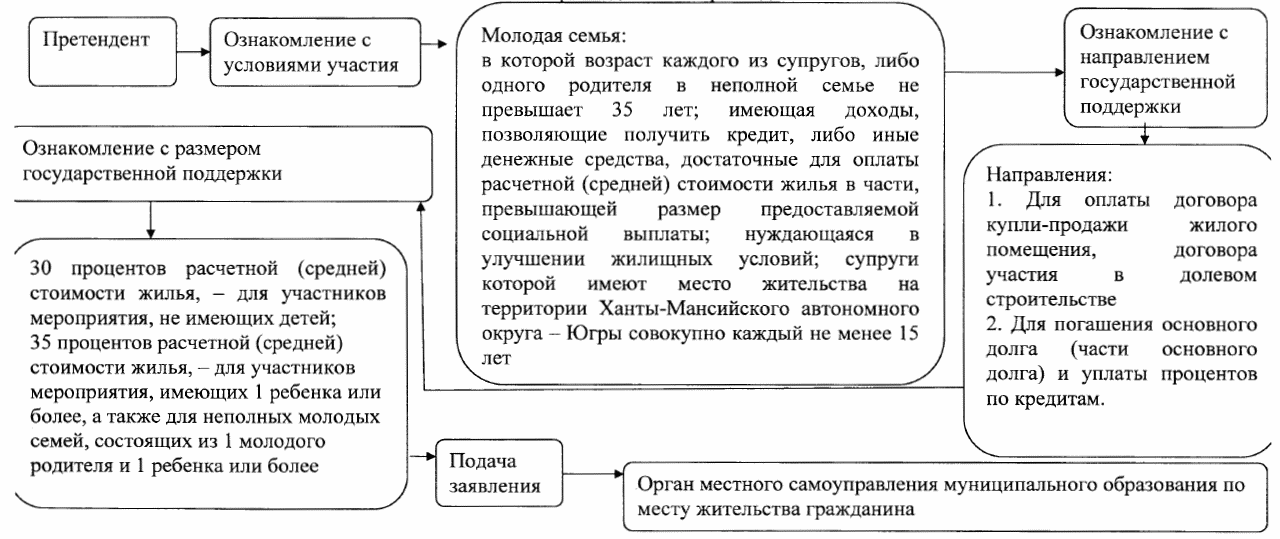 Претендент
Ознакомление с
условиями участия
Молодая семья:
в которой возраст каждого из супругов, либо
одного родителя в неполной семье не
превышает 35 лет; имеющая доходы,
позволяющие получить кредит, либо иные
денежные средства, достаточные для оплаты
расчетной (средней) стоимости жилья в части,
превышающей размер предоставляемой
социальной выплаты; нуждающаяся в
улучшении жилищных условий; супруги
которой имеют место жительства на
территории Ханты-Мансийского автономного
округа – Югры совокупно каждый не менее 15
лет
Ознакомление с
направлением
государственной
поддержки
Направления:
1. Для оплаты договора
купли-продажи жилого
помещения, договора
участия в долевом
строительстве
2. Для погашения основного
долга (части основного
долга) и уплаты процентов
по кредитам.
Ознакомление с размером
государственной поддержки
30 процентов расчетной (средней)
стоимости жилья, – для участников
мероприятия, не имеющих детей;
35 процентов расчетной (средней)
стоимости жилья, – для участников
мероприятия, имеющих 1 ребенка или
более, а также для неполных молодых
семей, состоящих из 1 молодого
родителя и 1 ребенка или более
Подача
заявления
Орган местного самоуправления муниципального образования по
месту жительства гражданина